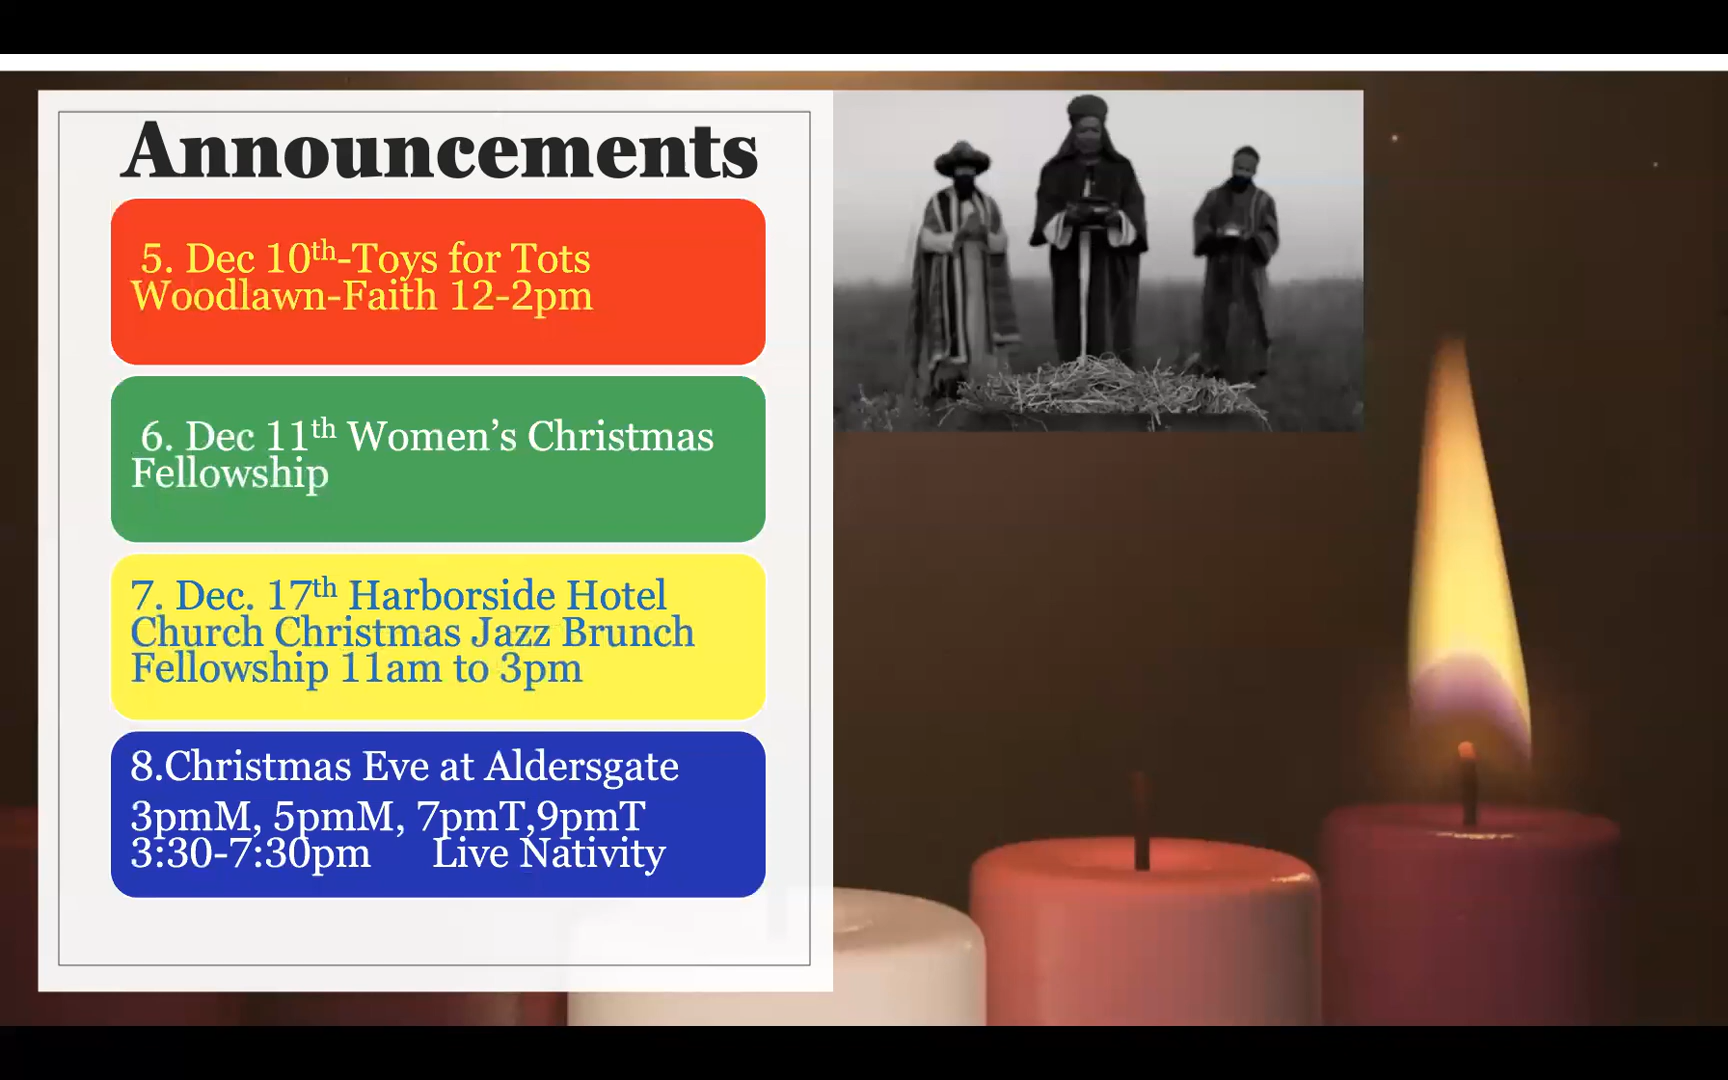 Announcements
5. Dec 10th-Toys for Tots
Woodlawn-Faith 12-2pm
6. Dec 11th Women’s Christmas
Fellowship
7. Dec. 17th Harborside Hotel
Church Christmas Jazz Brunch
Fellowship 11am to 3pm
8.Christmas Eve at Aldersgate
3pmM, 5pmM, 7pmT,9pmT
3:30-7:30pm Live Nativity